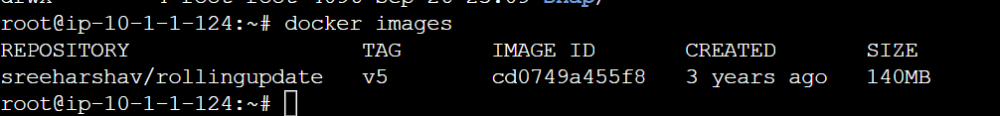 root@ip-10-1-1-124:~# docker images
REPOSITORY TAG IMAGE ID CREATED SIZE
sreeharshav/rollingupdate v5 cd0749a455f8 3 years ago 140MB
root@ip-10-1-1-124:~#